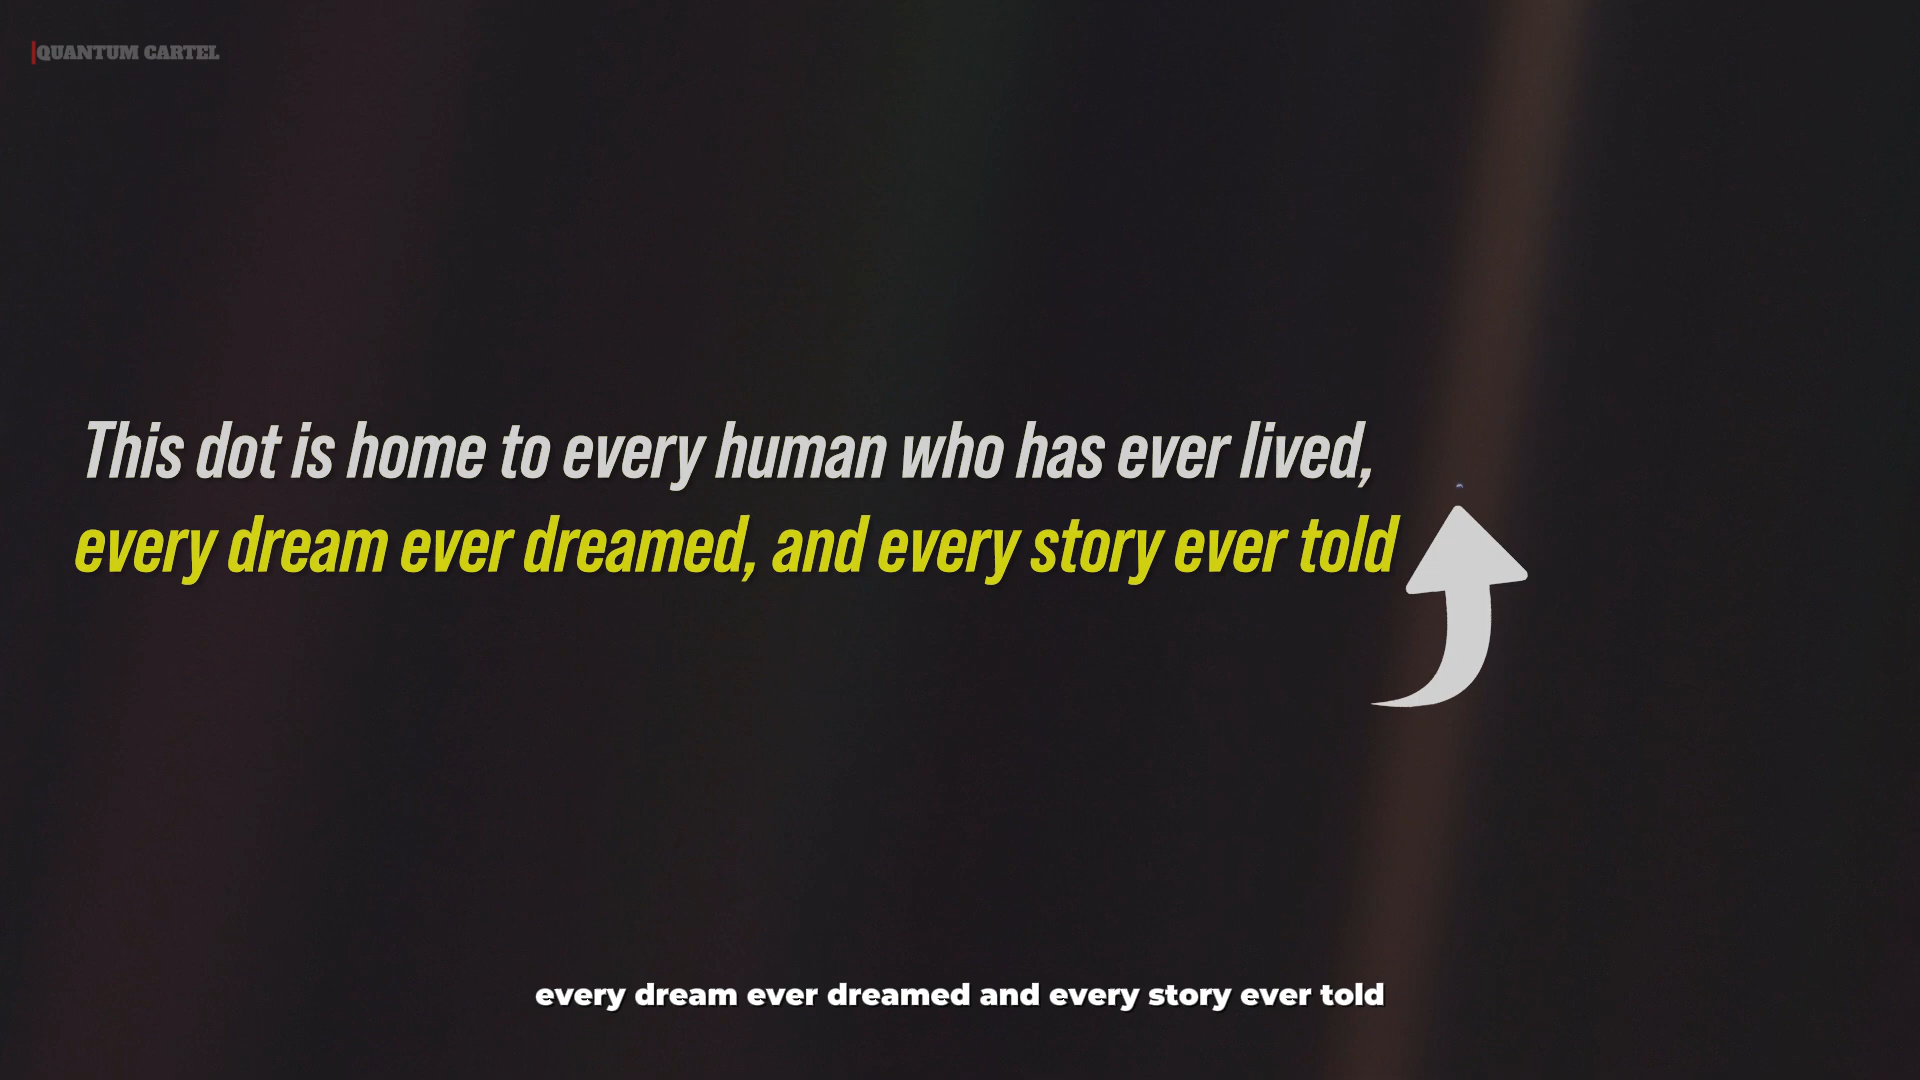 QUANTUM CARTEL
This dot is home to every human who has ever lived,
every dream ever dreamed, and every story ever told
every dream ever dreamed and every story ever told